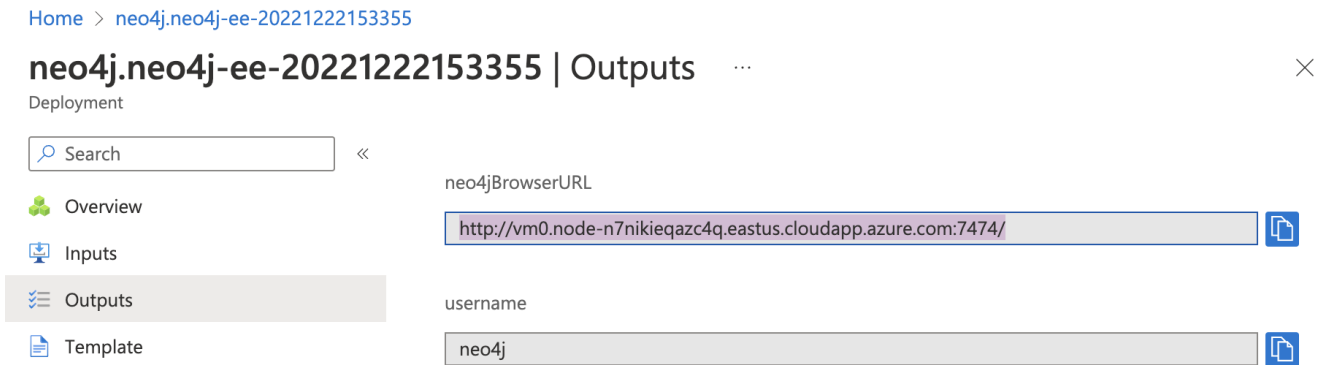 Home > neo4j.neo4j-ee-20221222153355
neo4j.neo4j-ee-20221222153355 | Outputs ...
Deployment
Search
Overview
Inputs
Outputs
Template
neo4jBrowserURL
http://vm0.node-n7nikieqazc4q.eastus.cloudapp.azure.com:7474/
username
neo4j